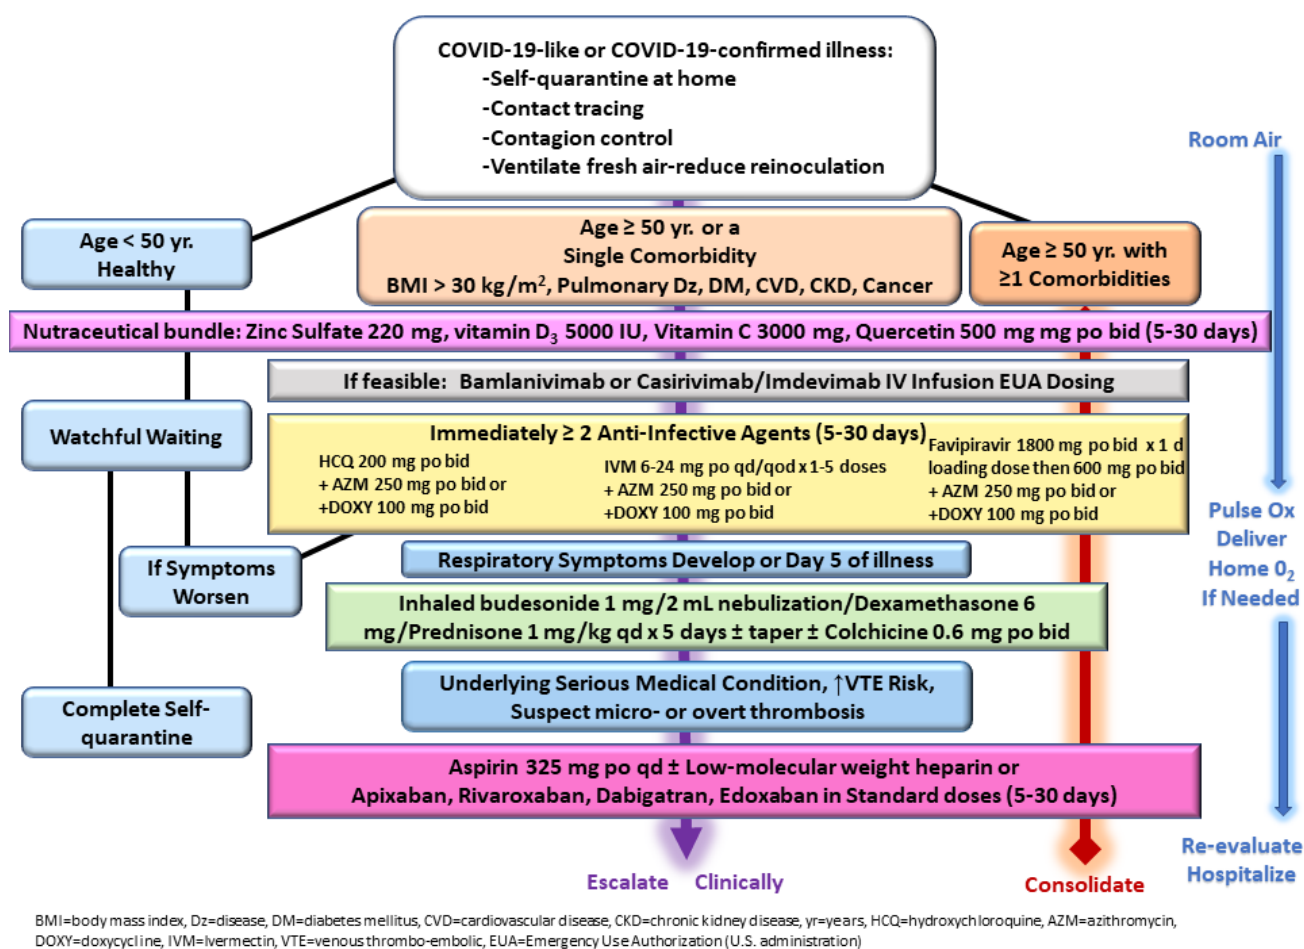 COVID-19-like or COVID-19-confirmed illness:
-Self-quarantine at home
-Contact tracing
-Contagion control
-Ventilate fresh air-reduce reinoculation
Room Air
Age < 50 yr.
Healthy
Age ≥ 50 yr. or a
Single Comorbidity
BMI > 30 kg/m², Pulmonary Dz, DM, CVD, CKD, Cancer
Age ≥ 50 yr. with
≥1 Comorbidities
Nutraceutical bundle: Zinc Sulfate 220 mg, vitamin D₃ 5000 IU, Vitamin C 3000 mg, Quercetin 500 mg mg po bid (5-30 days)
If feasible: Bamlanivimab or Casirivimab/Imdevimab IV Infusion EUA Dosing
Watchful Waiting
Immediately ≥ 2 Anti-Infective Agents (5-30 days)
HCQ 200 mg po bid
+ AZM 250 mg po bid or
+DOXY 100 mg po bid
IVM 6-24 mg po qd/qod x 1-5 doses
+ AZM 250 mg po bid or
+DOXY 100 mg po bid
Favipiravir 1800 mg po bid x 1 d
loading dose then 600 mg po bid
+ AZM 250 mg po bid or
+DOXY 100 mg po bid
Pulse Ox
Deliver
Home 0₂
If Needed
If Symptoms
Worsen
Respiratory Symptoms Develop or Day 5 of illness
Inhaled budesonide 1 mg/2 mL nebulization/Dexamethasone 6
mg/Prednisone 1 mg/kg qd x 5 days ± taper ± Colchicine 0.6 mg po bid
Underlying Serious Medical Condition, ↑VTE Risk,
Suspect micro- or overt thrombosis
Complete Self-
quarantine
Aspirin 325 mg po qd ± Low-molecular weight heparin or
Apixaban, Rivaroxaban, Dabigatran, Edoxaban in Standard doses (5-30 days)
Re-evaluate
Hospitalize
Escalate Clinically
Consolidate
BMI=body mass index, Dz=disease, DM=diabetes mellitus, CVD=cardiovascular disease, CKD=chronic kidney disease, yr=years, HCQ=hydroxychloroquine, AZM=azithromycin,
DOXY=doxycycline, IVM=Ivermectin, VTE=venous thrombo-embolic, EUA=Emergency Use Authorization (U.S. administration)